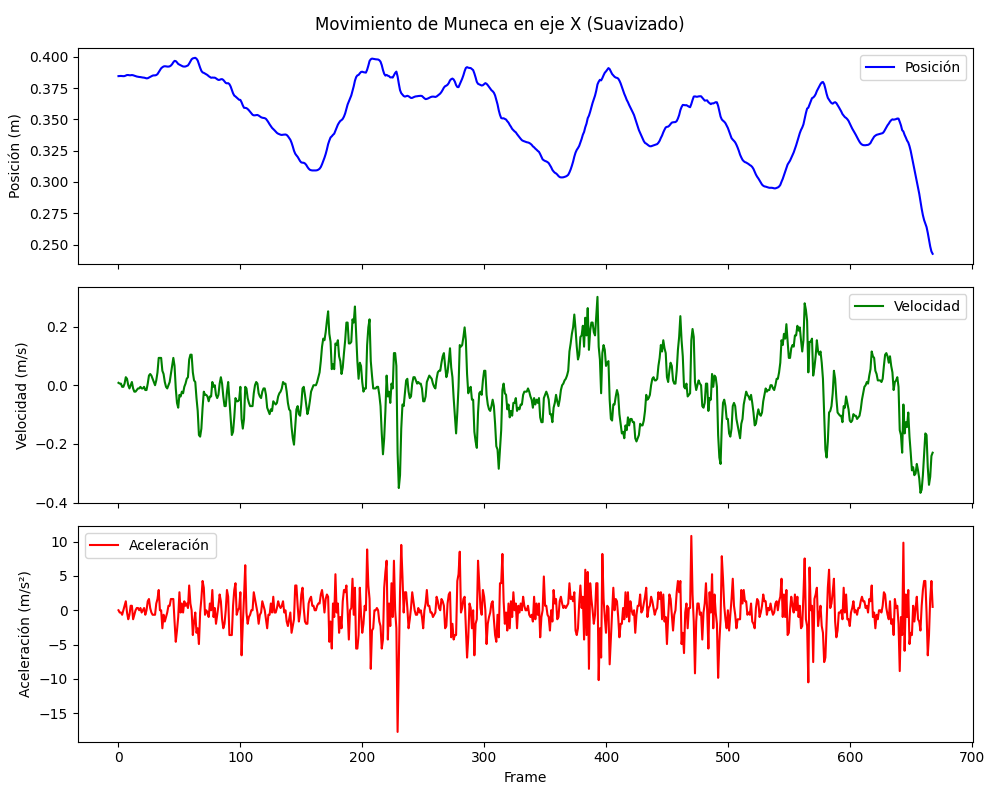 Movimiento de Muneca en eje X (Suavizado)
0.400
0.375
0.350
0.325
0.300
0.275
0.250
Posición (m)
Posición
0.2
0.0
−0.2
−0.4
Velocidad (m/s)
Velocidad
10
5
0
−5
−10
−15
Aceleración (m/s²)
Aceleración
0 100 200 300 400 500 600 700
Frame